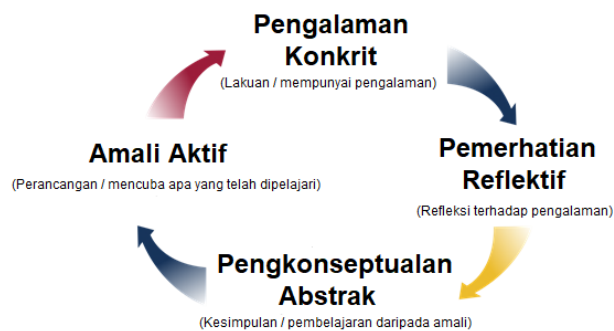 Pengalaman
Konkrit
(Lakuan / mempunyai pengalaman)
Pemerhatian
Reflektif
(Refleksi terhadap pengalaman)
Pengkonseptualan
Abstrak
(Kesimpulan / pembelajaran daripada amali)
Amali Aktif
(Perancangan / mencuba apa yang telah dipelajari)